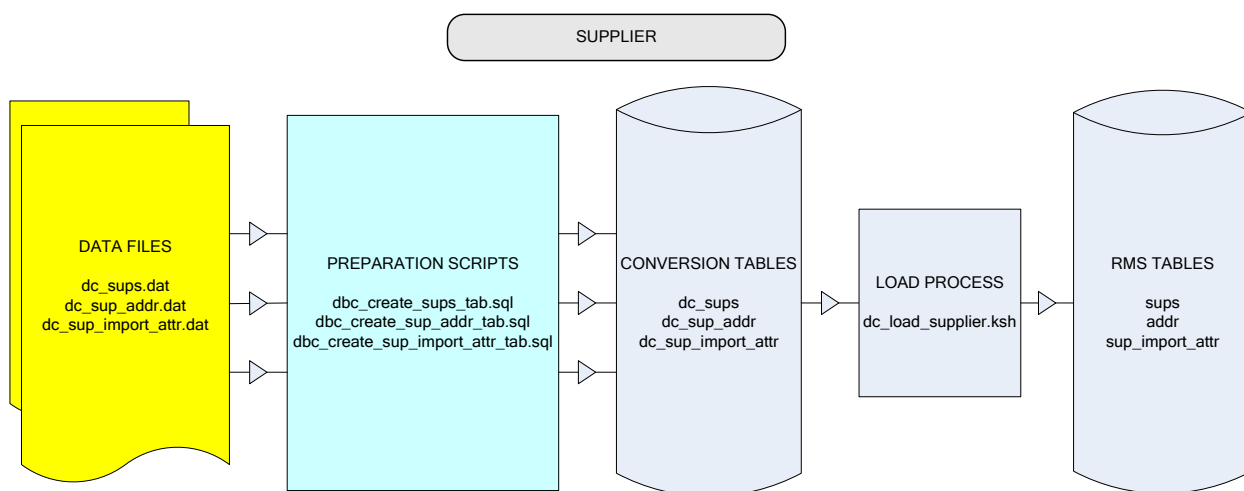 SUPPLIER
DATA FILES
dc_sups.dat
dc_sup_addr.dat
dc_sup_import_attr.dat
PREPARATION SCRIPTS
dbc_create_sups_tab.sql
dbc_create_sup_addr_tab.sql
dbc_create_sup_import_attr_tab.sql
CONVERSION TABLES
dc_sups
dc_sup_addr
dc_sup_import_attr
LOAD PROCESS
dc_load_supplier.ksh
RMS TABLES
sups
addr
sup_import_attr